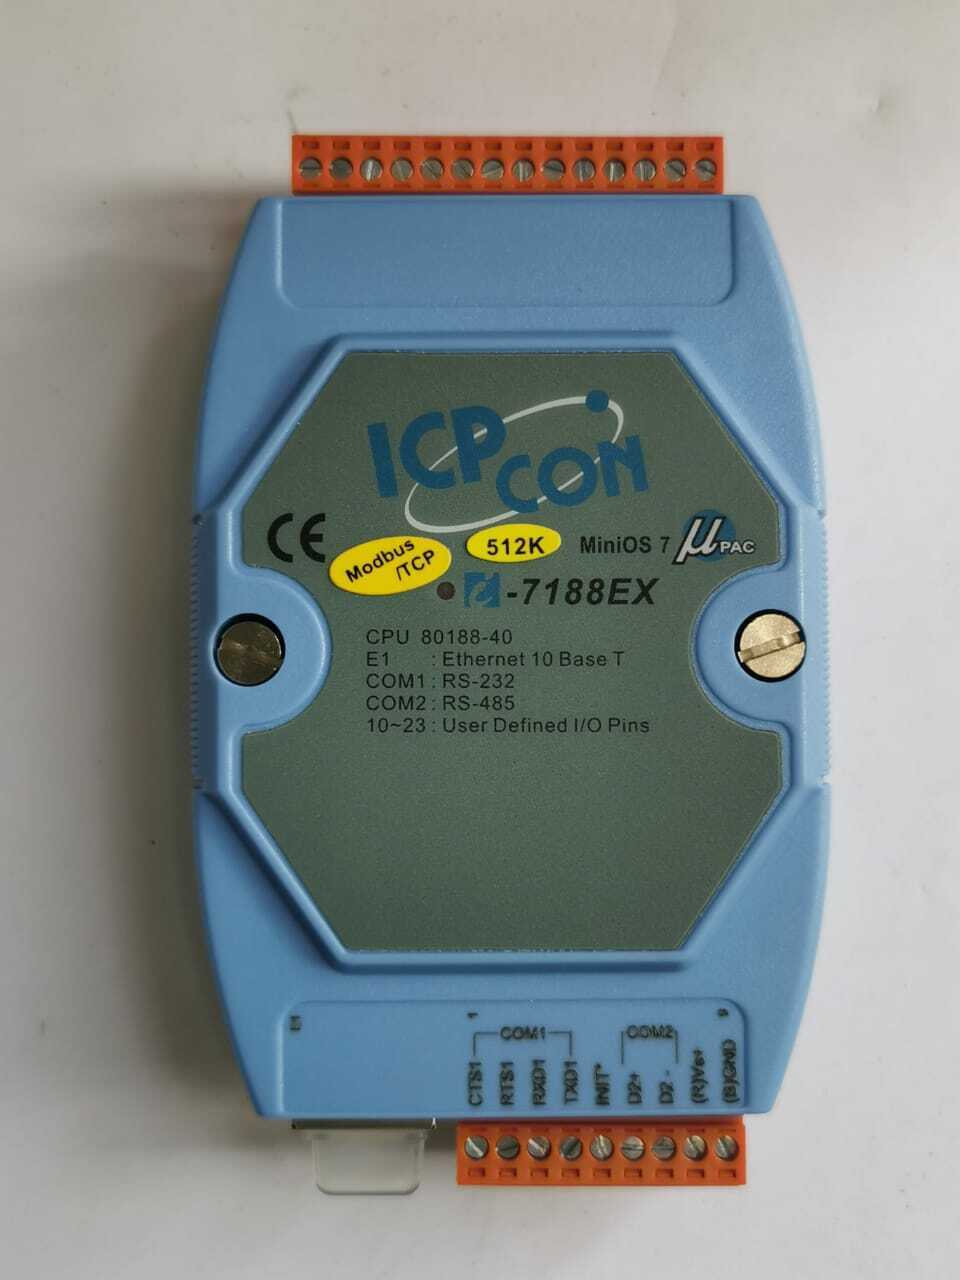 ICP CON
CE
Modbus
/TCP
512K
MiniOS 7
µPAC
-7188EX
CPU 80188-40
E1 : Ethernet 10 Base T
COM1 : RS-232
COM2 : RS-485
10~23 : User Defined I/O Pins
E1
1
9
COM1
COM2
CTS1
RTS1
RXD1
TXD1
INIT*
D2+
D2-
(R)Vs+
(B)GND